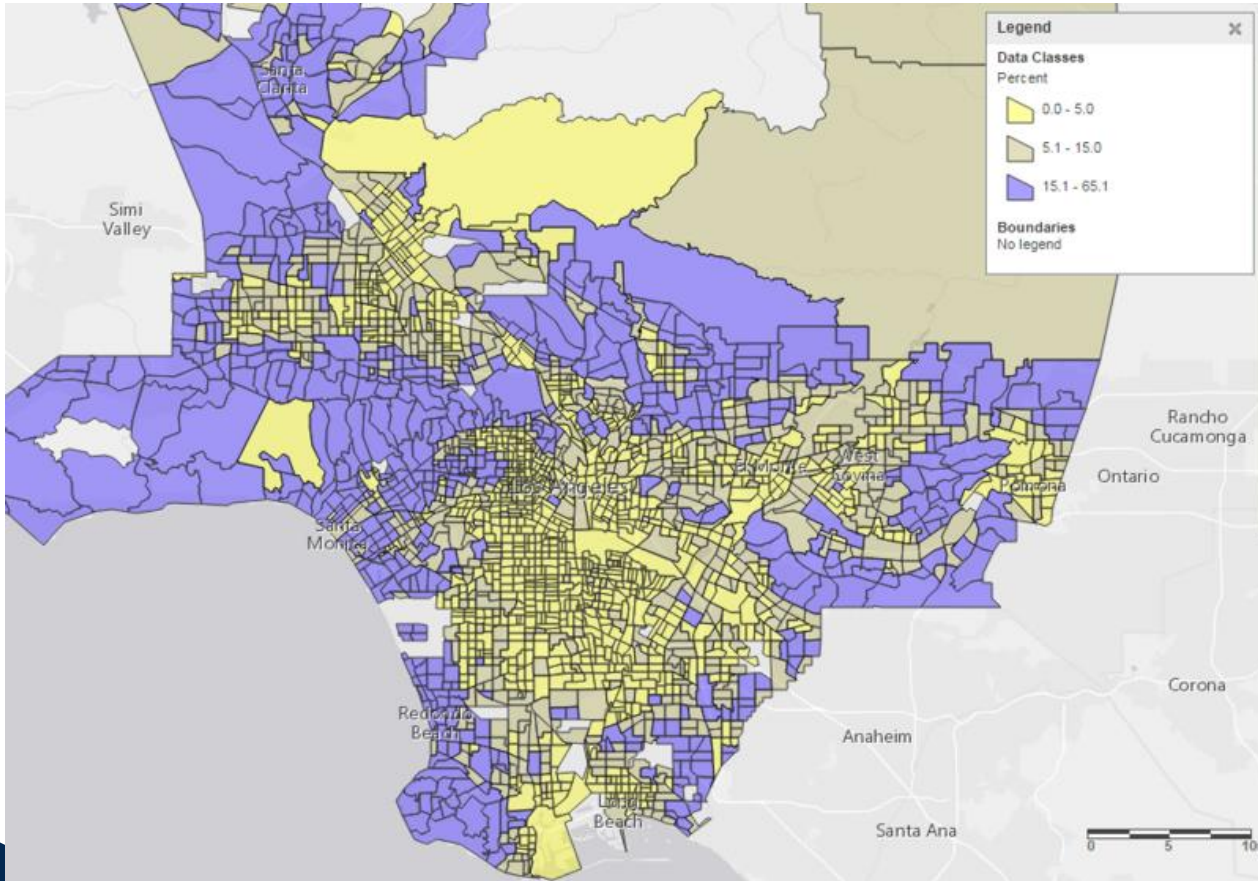 Legend
Data Classes
Percent
0.0 - 5.0
5.1 - 15.0
15.1 - 65.1
Boundaries
No legend
Santa
Clarita
Simi
Valley
Rancho
Cucamonga
Ontario
El Monte
West
Covina
Pomona
Los Angeles
Santa
Monica
Corona
Redondo
Beach
Anaheim
Long
Beach
Santa Ana
0 5 10